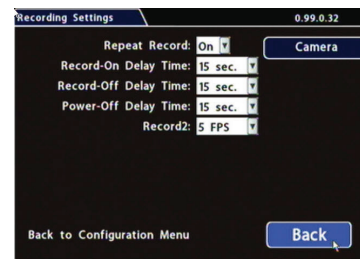 Recording Settings 0.99.0.32
Repeat Record: On Camera
Record-On Delay Time: 15 sec.
Record-Off Delay Time: 15 sec.
Power-Off Delay Time: 15 sec.
Record2: 5 FPS
Back to Configuration Menu Back